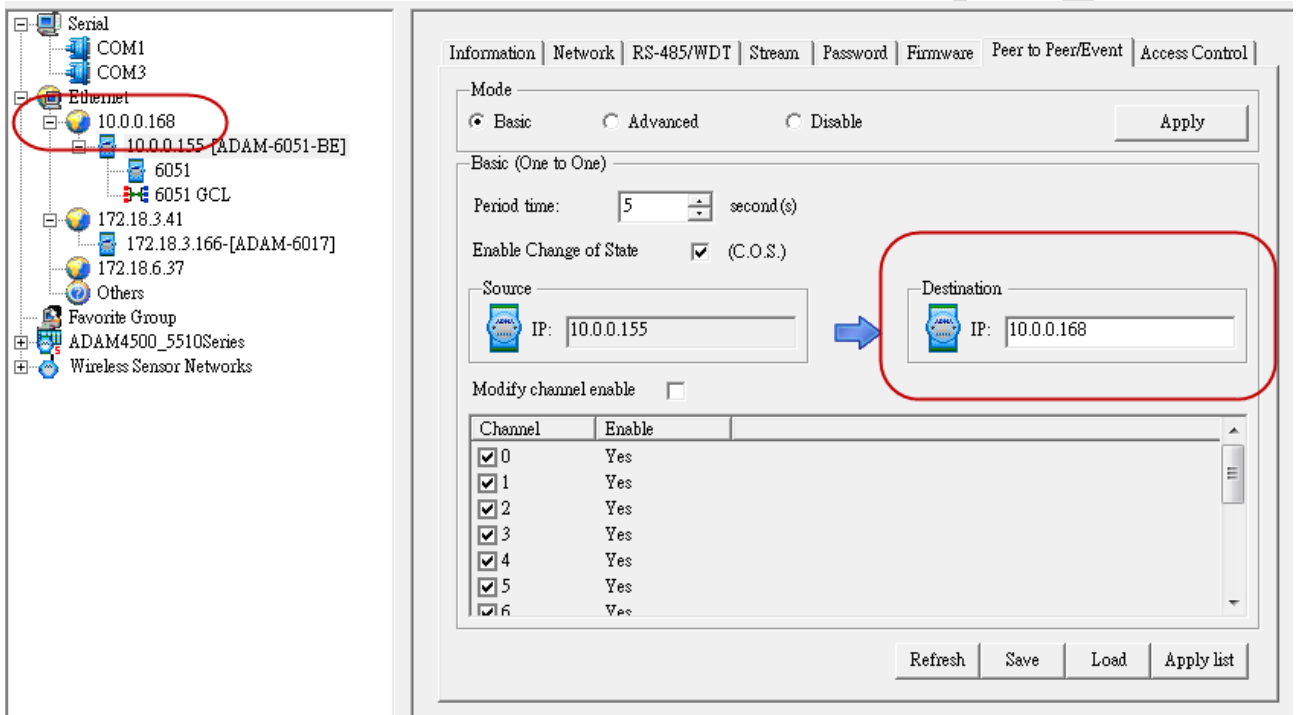 Serial
COM1
COM3
Ethernet
10.0.0.168
10.0.0.155-[ADAM-6051-BE]
6051
6051 GCL
172.18.3.41
172.18.3.166-[ADAM-6017]
172.18.6.37
Others
Favorite Group
ADAM4500_5510Series
Wireless Sensor Networks
Information Network RS-485/WDT Stream Password Firmware Peer to Peer/Event Access Control
Mode
Basic Advanced Disable Apply
Basic (One to One)
Period time: 5 second(s)
Enable Change of State (C.O.S.)
Source Destination
IP: 10.0.0.155 IP: 10.0.0.168
Modify channel enable
Channel Enable
0 Yes
1 Yes
2 Yes
3 Yes
4 Yes
5 Yes
6 Yes
Refresh Save Load Apply list